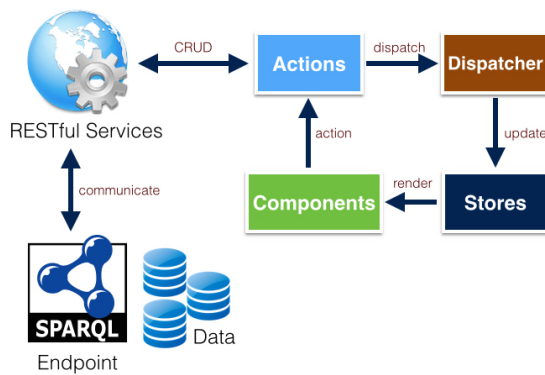 CRUD
Actions
dispatch
Dispatcher
RESTful Services
action
update
communicate
Components
render
Stores
SPARQL
Data
Endpoint